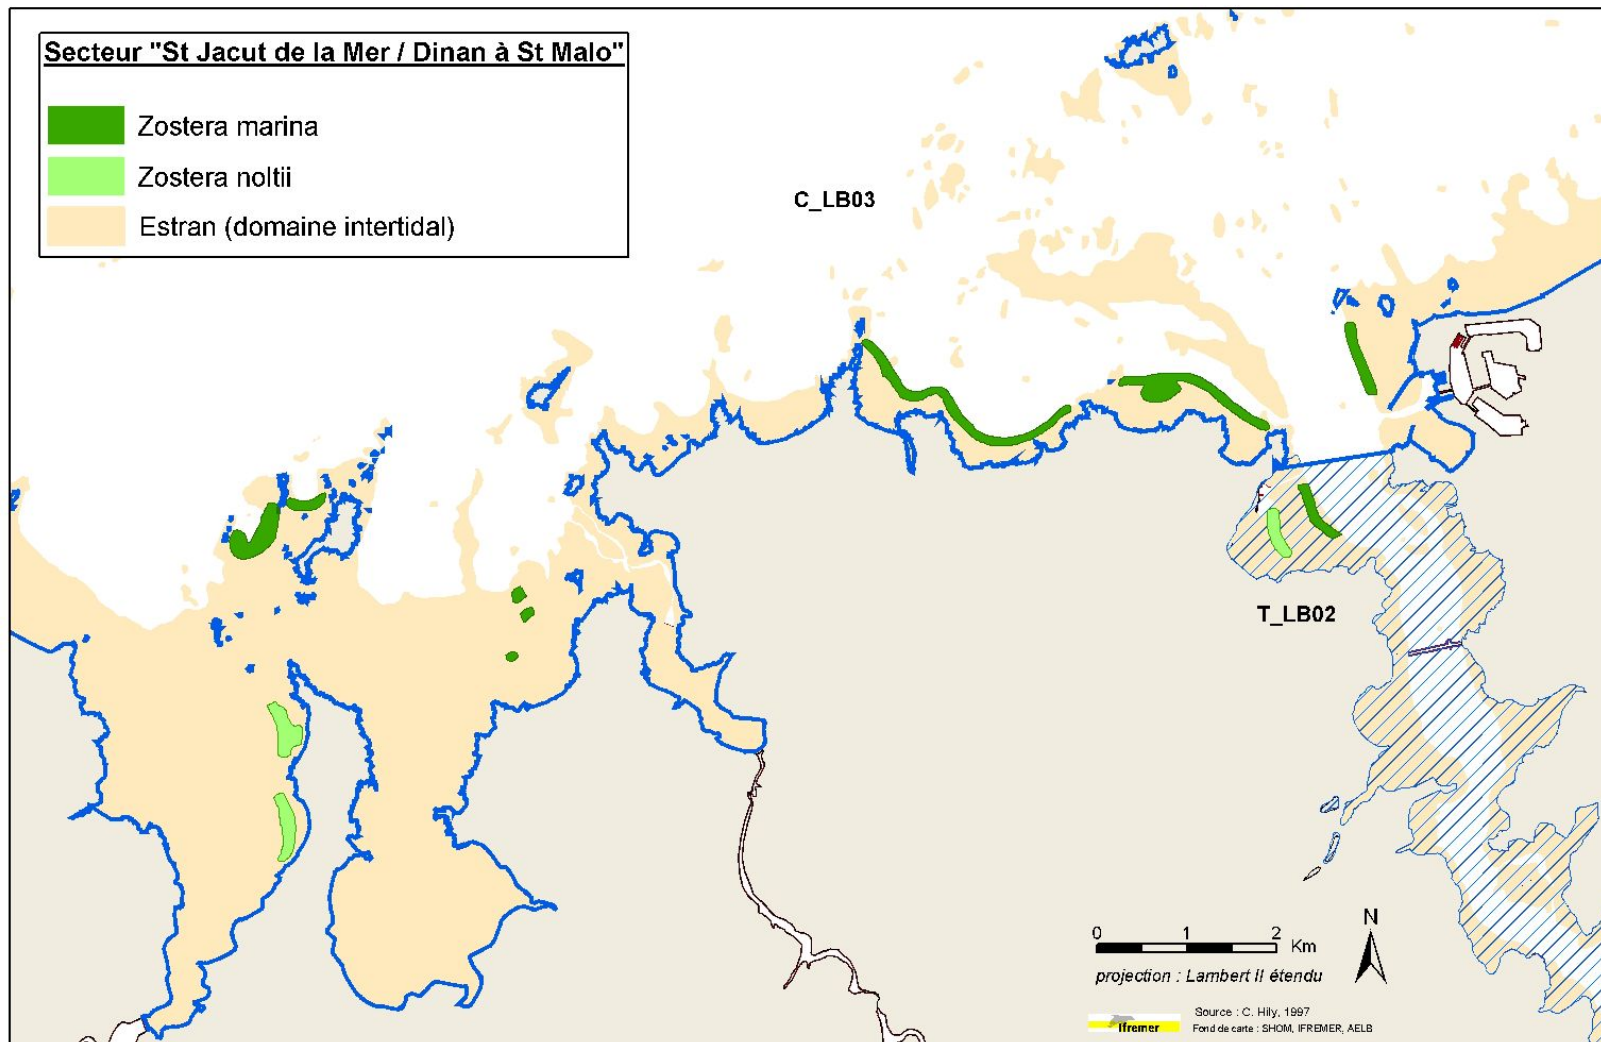 Secteur "St Jacut de la Mer / Dinan à St Malo"
Zostera marina
Zostera noltii
Estran (domaine intertidal)
C_LB03
T_LB02
N
0 1 2 Km
projection : Lambert II étendu
Source : C. Hily, 1997
Ifremer
Fond de carte : SHOM, IFREMER, AELB